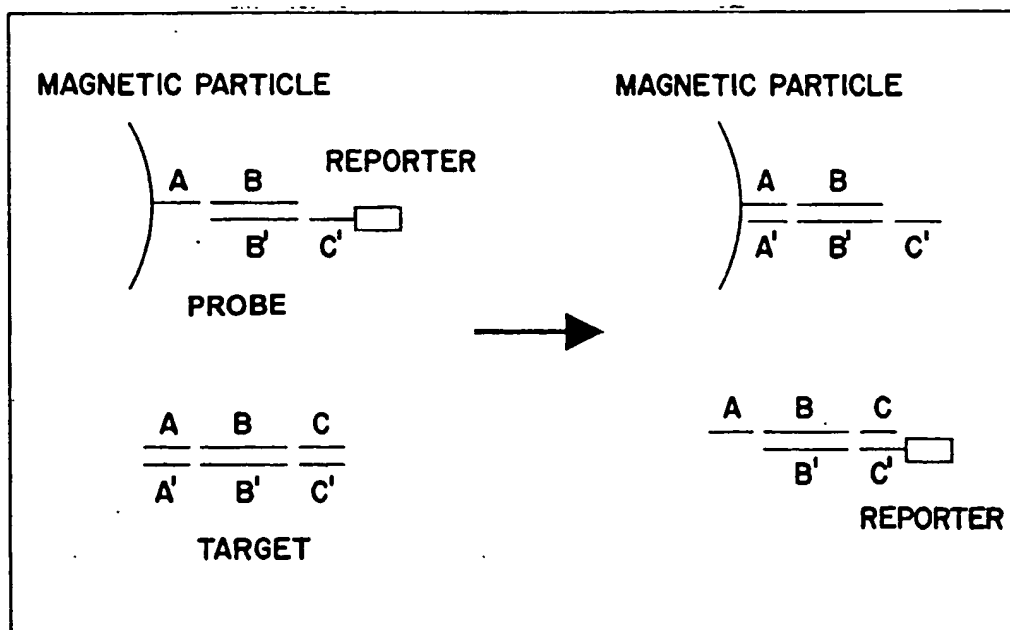 MAGNETIC PARTICLE
A B REPORTER
B' C'
PROBE
A B C
A' B' C'
TARGET
MAGNETIC PARTICLE
A B
A' B' C'
A B C
B' C'
REPORTER